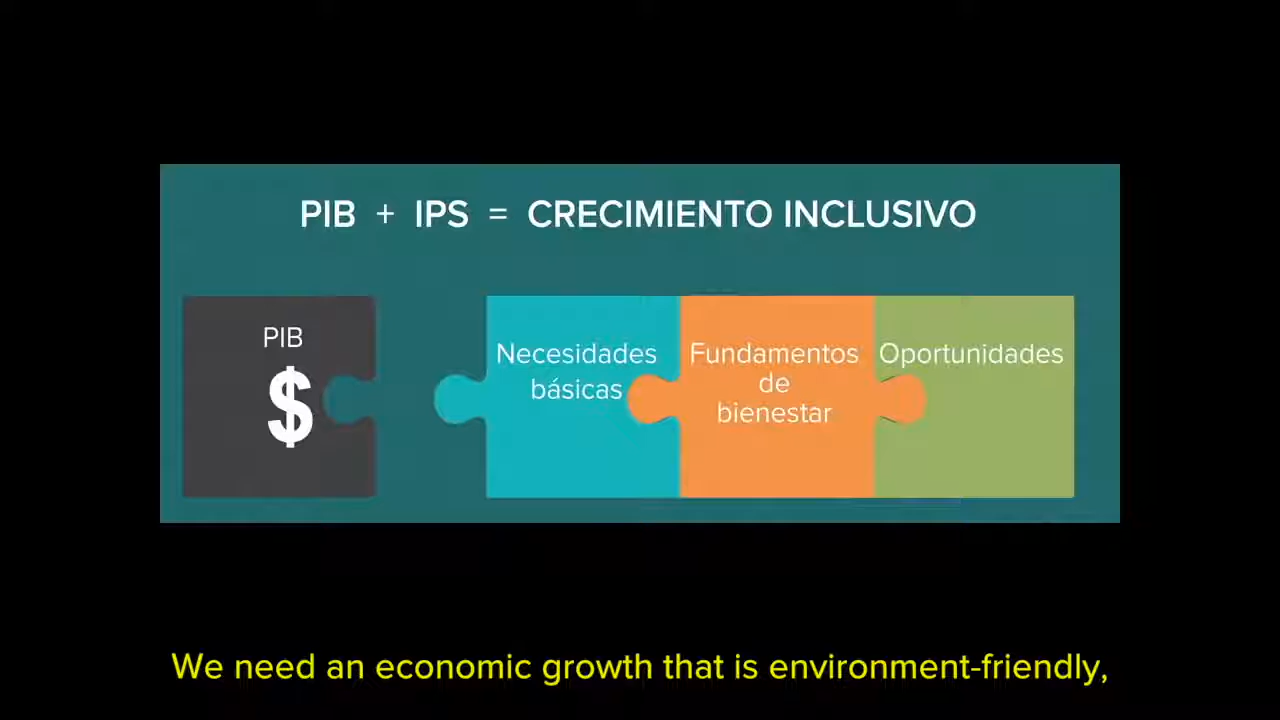 PIB + IPS = CRECIMIENTO INCLUSIVO
PIB
$
Necesidades
básicas
Fundamentos
de
bienestar
Oportunidades
We need an economic growth that is environment-friendly,